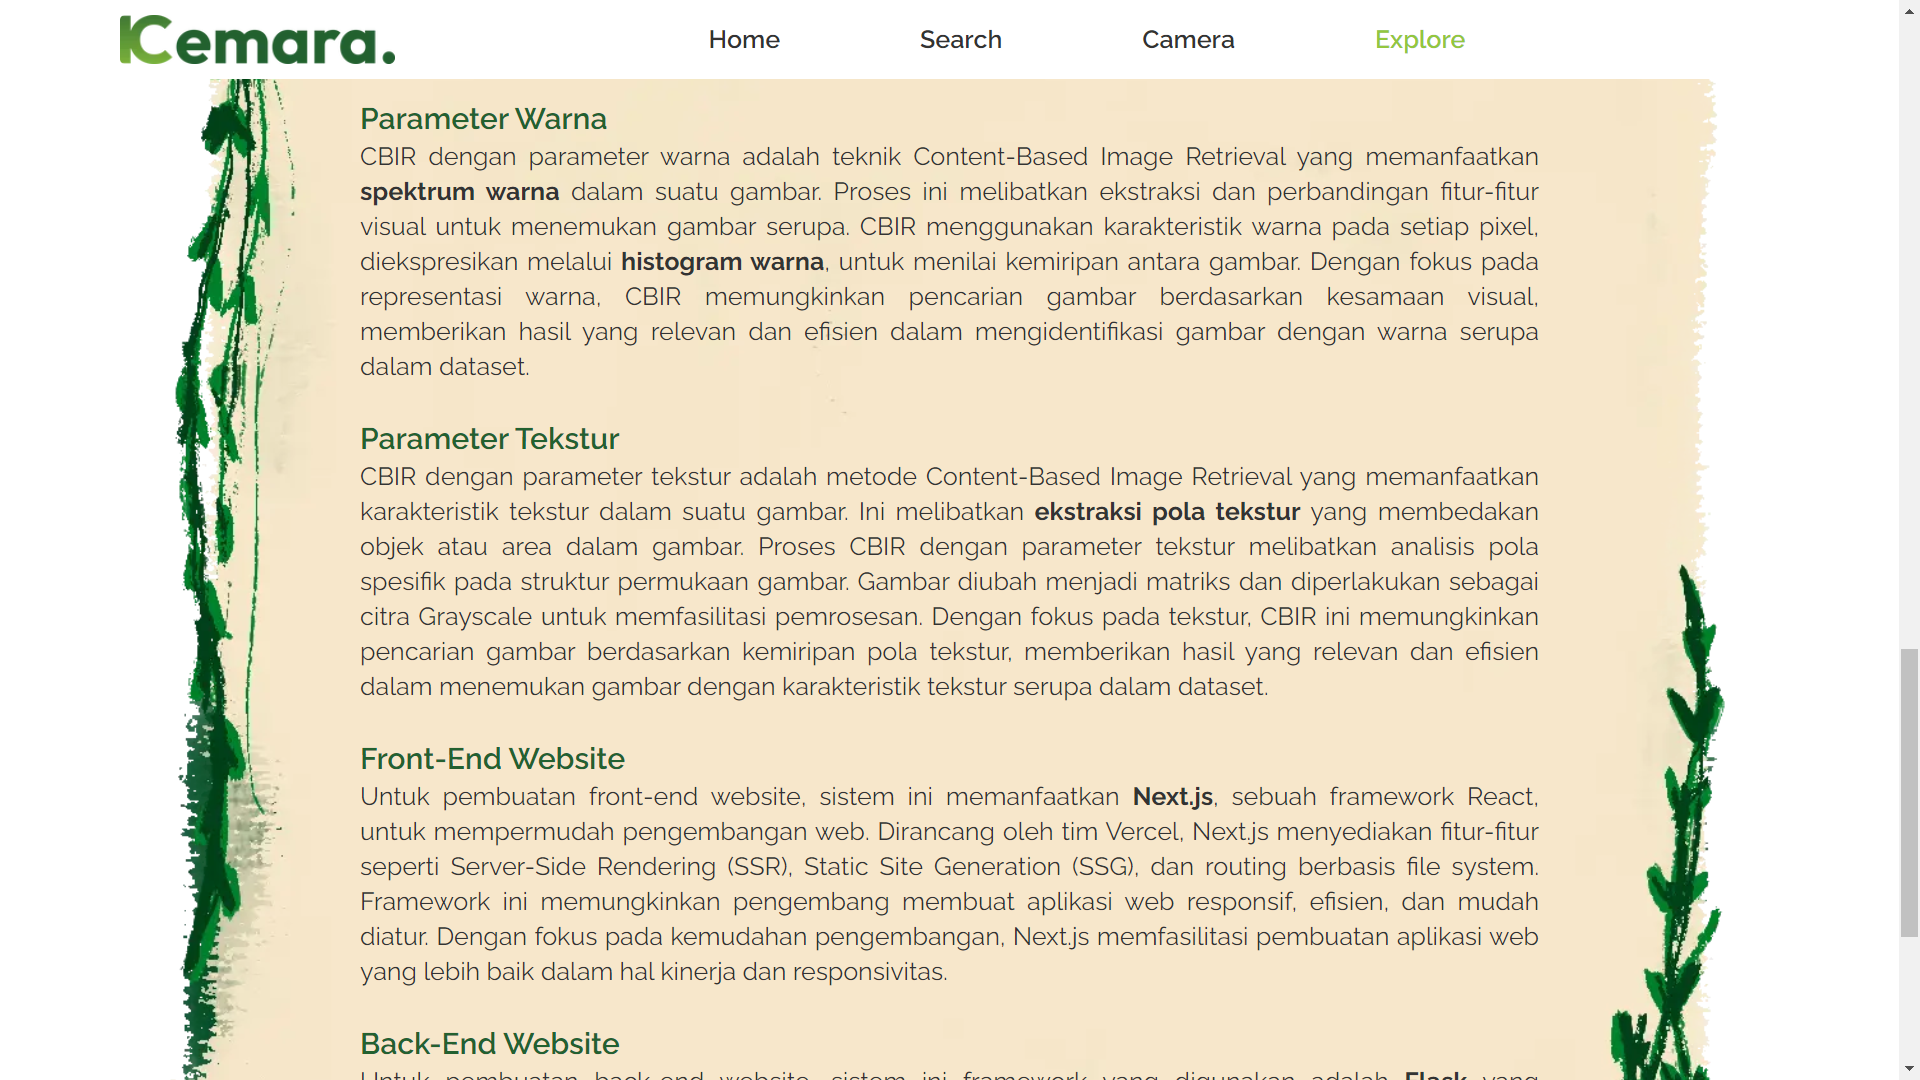 Kemara.
Home
Search
Camera
Explore
Parameter Warna
CBIR dengan parameter warna adalah teknik Content-Based Image Retrieval yang memanfaatkan
spektrum warna dalam suatu gambar. Proses ini melibatkan ekstraksi dan perbandingan fitur-fitur
visual untuk menemukan gambar serupa. CBIR menggunakan karakteristik warna pada setiap pixel,
diekspresikan melalui histogram warna, untuk menilai kemiripan antara gambar. Dengan fokus pada
representasi warna, CBIR memungkinkan pencarian gambar berdasarkan kesamaan visual,
memberikan hasil yang relevan dan efisien dalam mengidentifikasi gambar dengan warna serupa
dalam dataset.
Parameter Tekstur
CBIR dengan parameter tekstur adalah metode Content-Based Image Retrieval yang memanfaatkan
karakteristik tekstur dalam suatu gambar. Ini melibatkan ekstraksi pola tekstur yang membedakan
objek atau area dalam gambar. Proses CBIR dengan parameter tekstur melibatkan analisis pola
spesifik pada struktur permukaan gambar. Gambar diubah menjadi matriks dan diperlakukan sebagai
citra Grayscale untuk memfasilitasi pemrosesan. Dengan fokus pada tekstur, CBIR ini memungkinkan
pencarian gambar berdasarkan kemiripan pola tekstur, memberikan hasil yang relevan dan efisien
dalam menemukan gambar dengan karakteristik tekstur serupa dalam dataset.
Front-End Website
Untuk pembuatan front-end website, sistem ini memanfaatkan Next.js, sebuah framework React,
untuk mempermudah pengembangan web. Dirancang oleh tim Vercel, Next.js menyediakan fitur-fitur
seperti Server-Side Rendering (SSR), Static Site Generation (SSG), dan routing berbasis file system.
Framework ini memungkinkan pengembang membuat aplikasi web responsif, efisien, dan mudah
diatur. Dengan fokus pada kemudahan pengembangan, Next.js memfasilitasi pembuatan aplikasi web
yang lebih baik dalam hal kinerja dan responsivitas.
Back-End Website
Untuk pembuatan back-end website, sistem ini framework yang digunakan adalah Flask yang